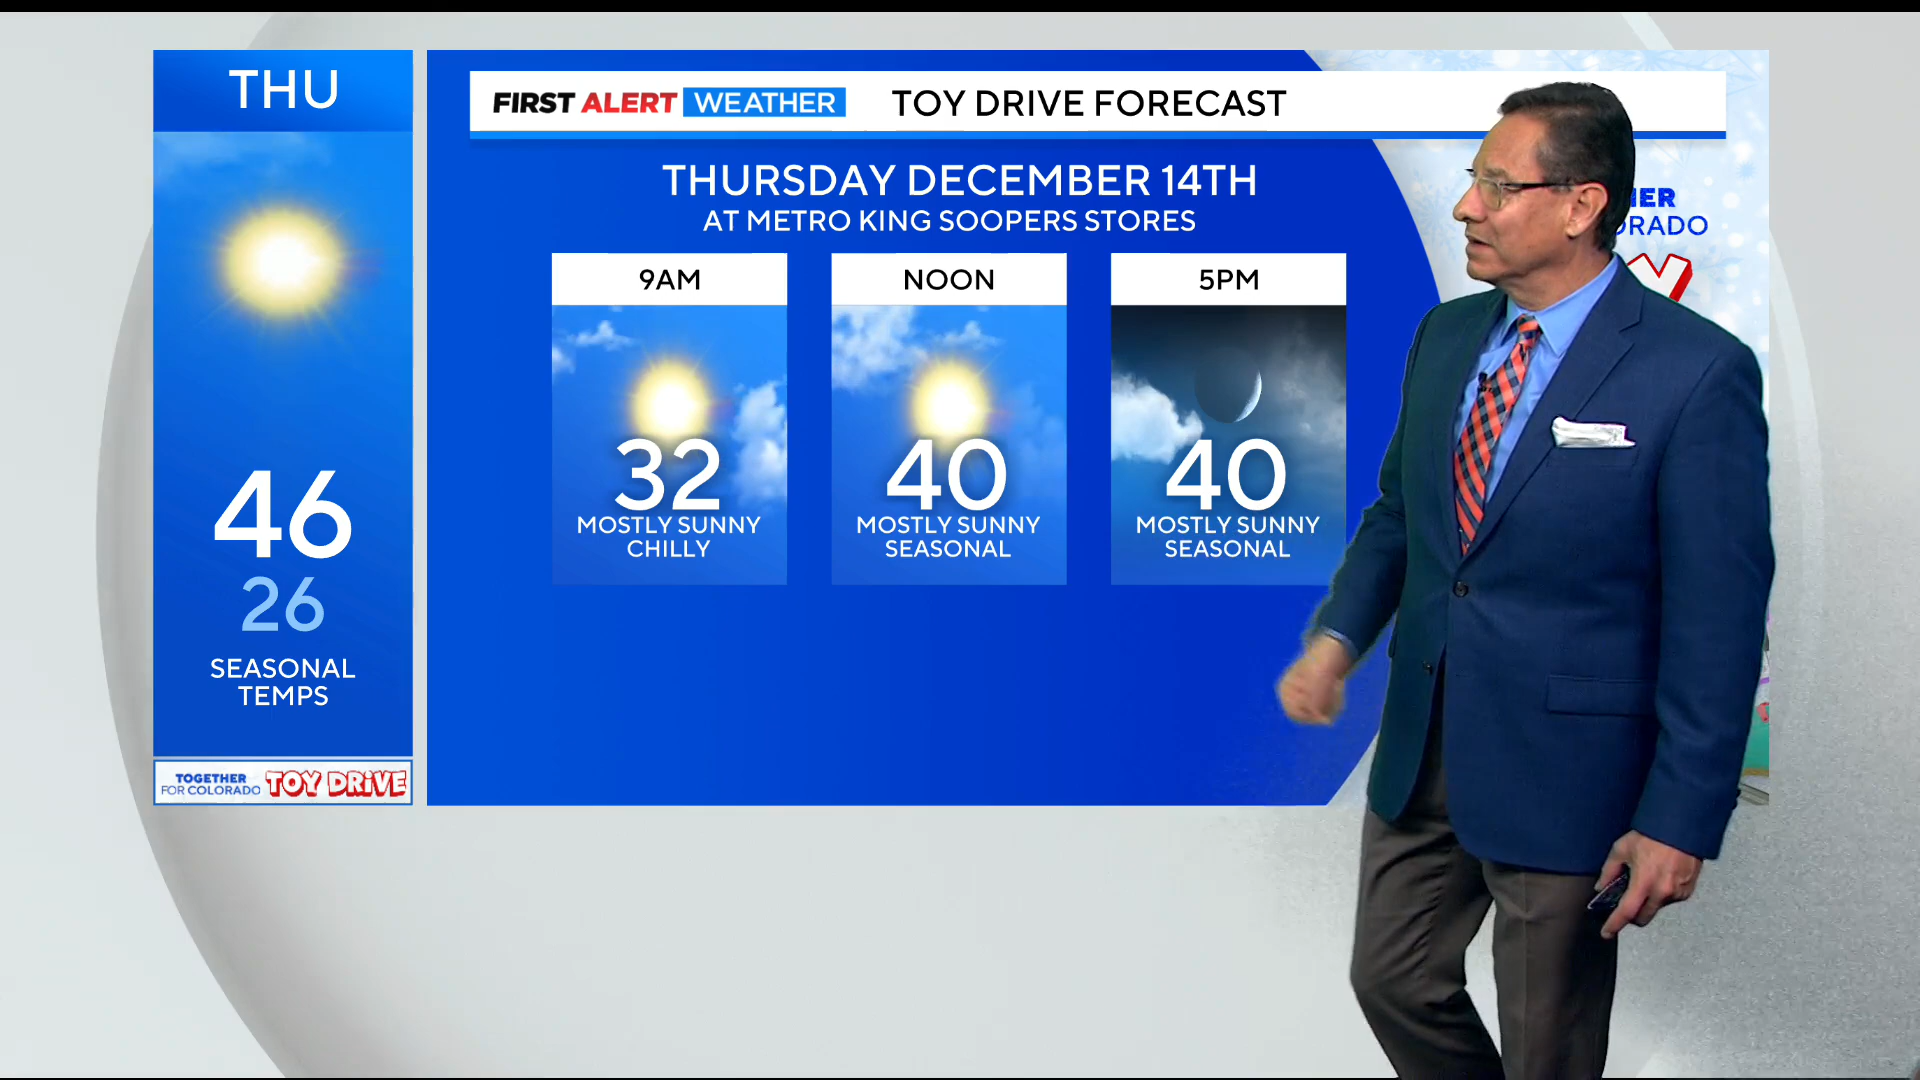 THU
46
26
SEASONAL
TEMPS
TOGETHER
FOR COLORADO
TOY DRIVE
FIRST ALERT WEATHER
TOY DRIVE FORECAST
THURSDAY DECEMBER 14TH
AT METRO KING SOOPERS STORES
9AM
32
MOSTLY SUNNY
CHILLY
NOON
40
MOSTLY SUNNY
SEASONAL
5PM
40
MOSTLY SUNNY
SEASONAL